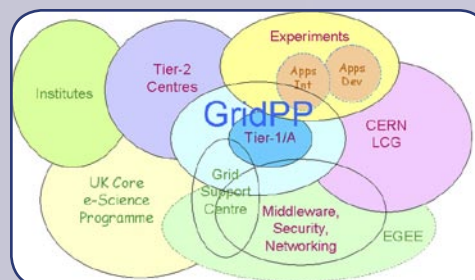 Experiments
Apps
Int
Apps
Dev
Tier-2
Centres
Institutes
GridPP
Tier-1/A
CERN
LCG
UK Core
e-Science
Programme
Grid
Support
Centre
Middleware,
Security,
Networking
EGEE